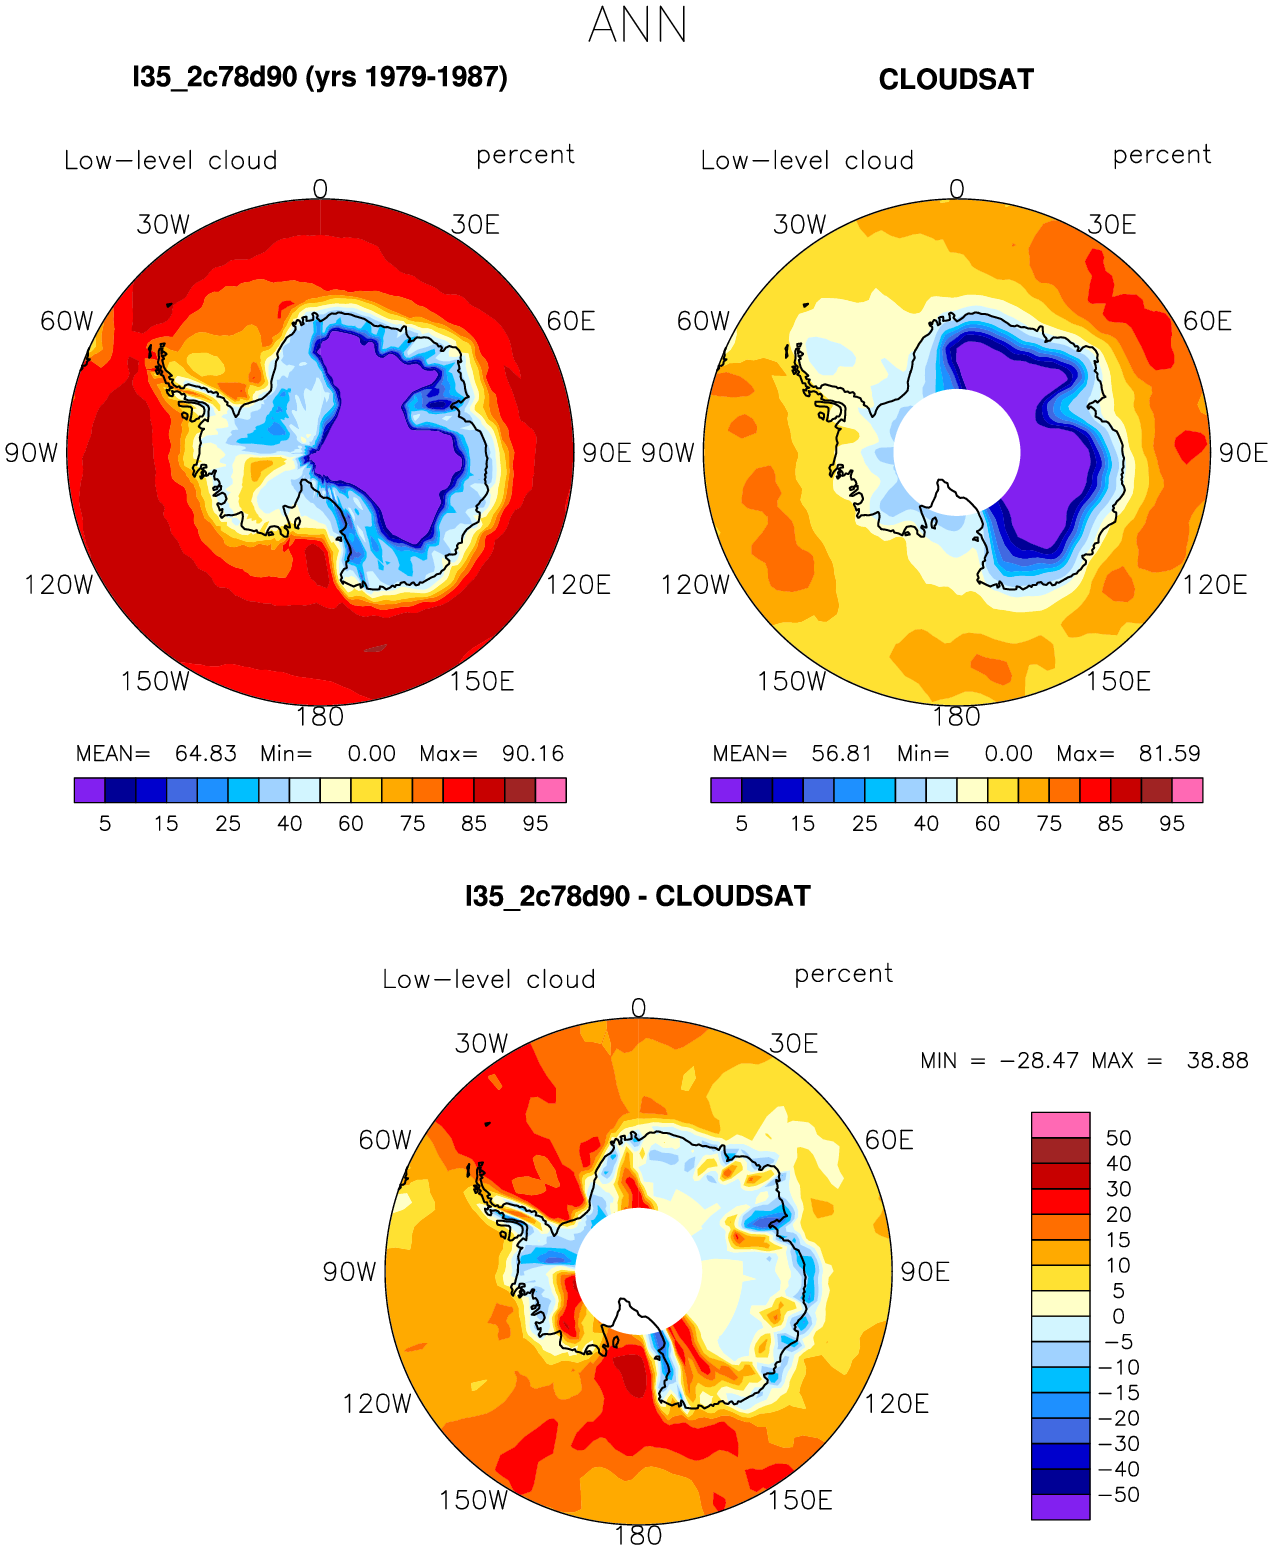 ANN
I35_2c78d90 (yrs 1979-1987)
CLOUDSAT
Low-level cloud percent
Low-level cloud percent
0
30W 30E
60W 60E
90W 90E
120W 120E
150W 150E
180
0
30W 30E
60W 60E
90W 90E
120W 120E
150W 150E
180
MEAN= 64.83 Min= 0.00 Max= 90.16
5 15 25 40 60 75 85 95
MEAN= 56.81 Min= 0.00 Max= 81.59
5 15 25 40 60 75 85 95
I35_2c78d90 - CLOUDSAT
Low-level cloud percent
0
30W 30E
60W 60E
90W 90E
120W 120E
150W 150E
180
MIN = -28.47 MAX = 38.88
50
40
30
20
15
10
5
0
-5
-10
-15
-20
-30
-40
-50